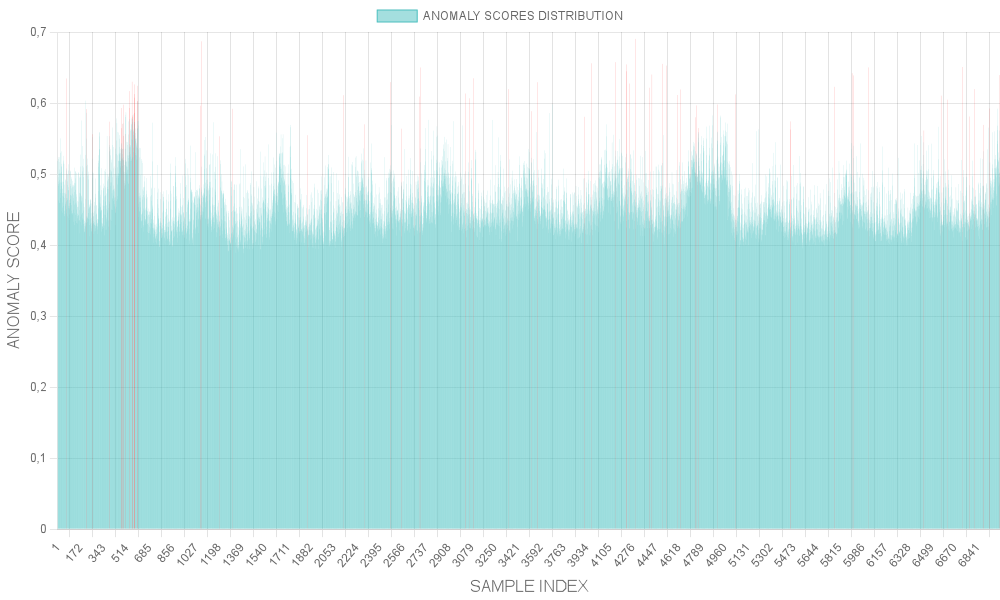 ANOMALY SCORES DISTRIBUTION
0,7
0,6
0,5
0,4
0,3
0,2
0,1
0
ANOMALY SCORE
1 172 343 514 685 856 1027 1198 1369 1540 1711 1882 2053 2224 2395 2566 2737 2908 3079 3250 3421 3592 3763 3934 4105 4276 4447 4618 4789 4960 5131 5302 5473 5644 5815 5986 6157 6328 6499 6670 6841
SAMPLE INDEX